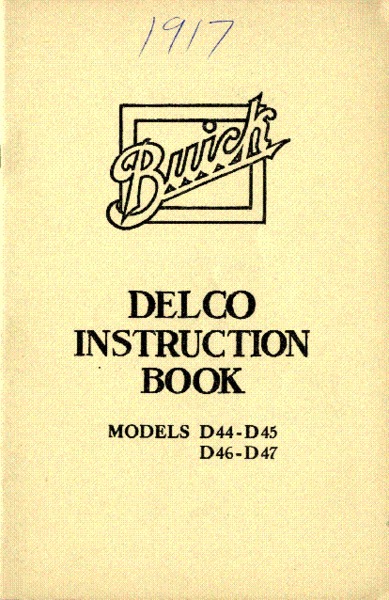 1917
Buick
DELCO
INSTRUCTION
BOOK
MODELS D44-D45
D46-D47